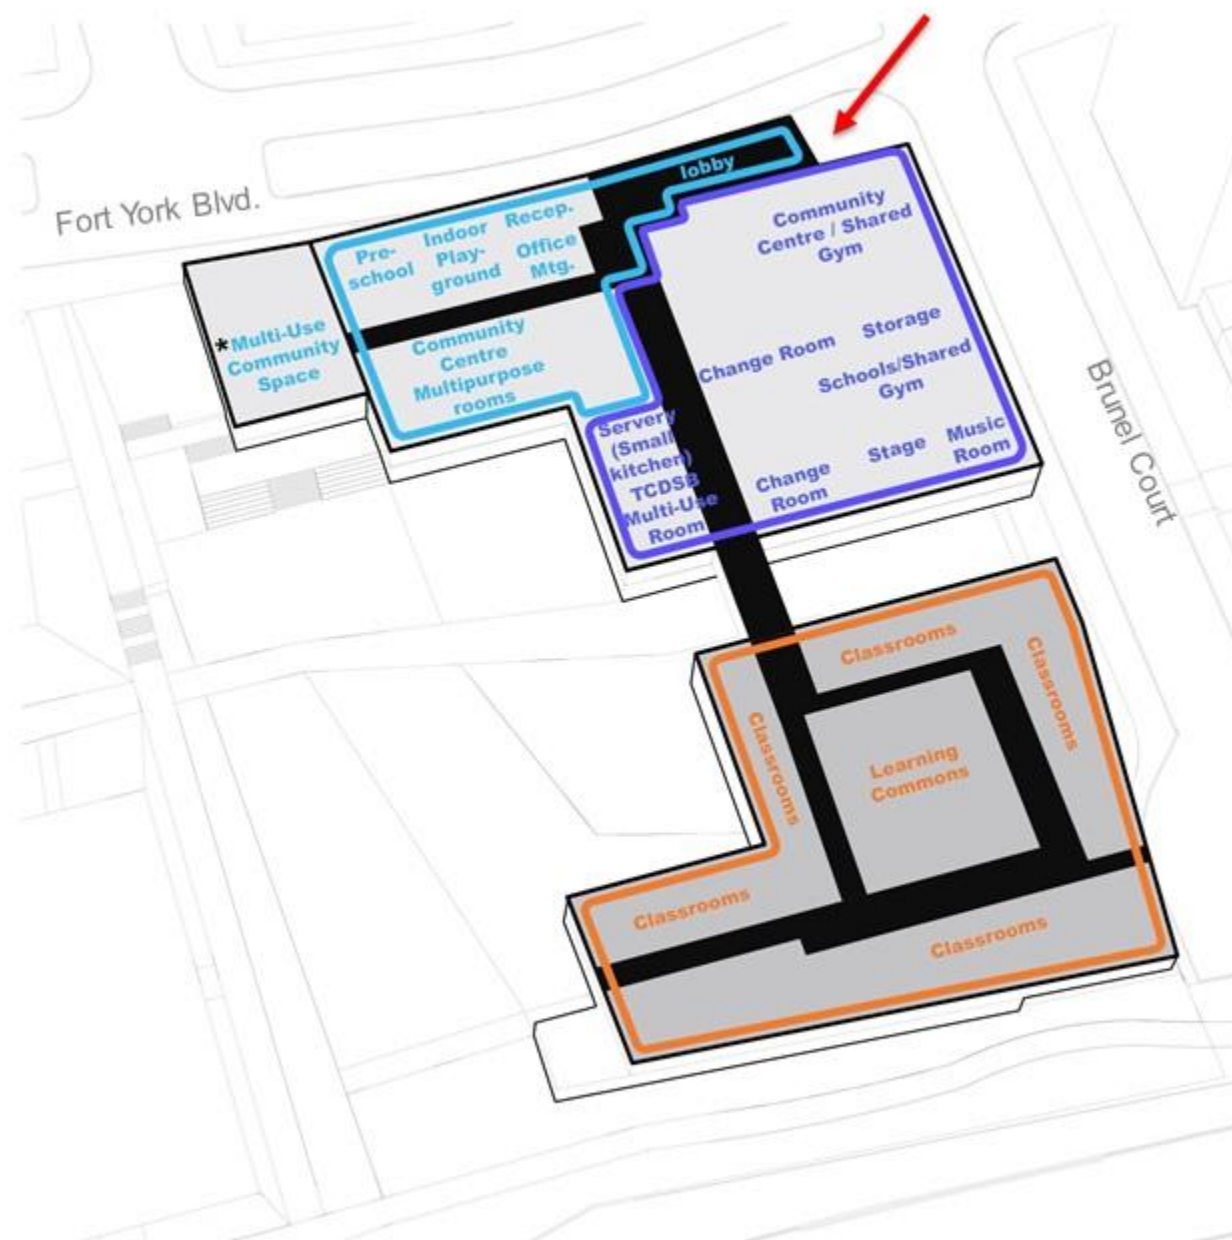 Fort York Blvd.
lobby
Pre-
school
Indoor
Play-
ground
Recep.
Office
Mtg.
*Multi-Use
Community
Space
Community
Centre
Multipurpose
rooms
Community
Centre / Shared
Gym
Change Room
Storage
Schools/Shared
Gym
Servery
(Small
kitchen)
TCDSB
Multi-Use
Room
Change
Room
Stage
Music
Room
Brunel Court
Classrooms
Classrooms
Classrooms
Learning
Commons
Classrooms
Classrooms